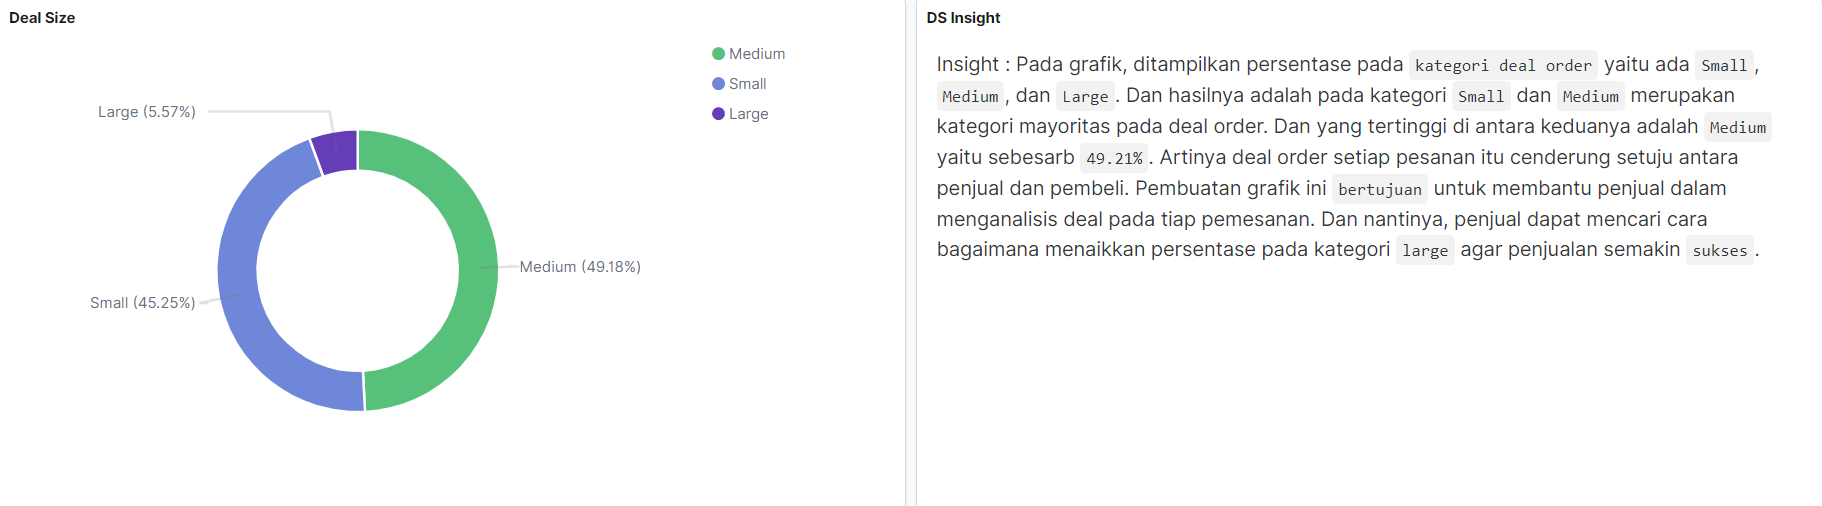 Deal Size
Medium
Small
Large
Large (5.57%)
Medium (49.18%)
Small (45.25%)
DS Insight
Insight : Pada grafik, ditampilkan persentase pada kategori deal order yaitu ada Small,
Medium, dan Large. Dan hasilnya adalah pada kategori Small dan Medium merupakan
kategori mayoritas pada deal order. Dan yang tertinggi di antara keduanya adalah Medium
yaitu sebesarb 49.21%. Artinya deal order setiap pesanan itu cenderung setuju antara
penjual dan pembeli. Pembuatan grafik ini bertujuan untuk membantu penjual dalam
menganalisis deal pada tiap pemesanan. Dan nantinya, penjual dapat mencari cara
bagaimana menaikkan persentase pada kategori large agar penjualan semakin sukses.